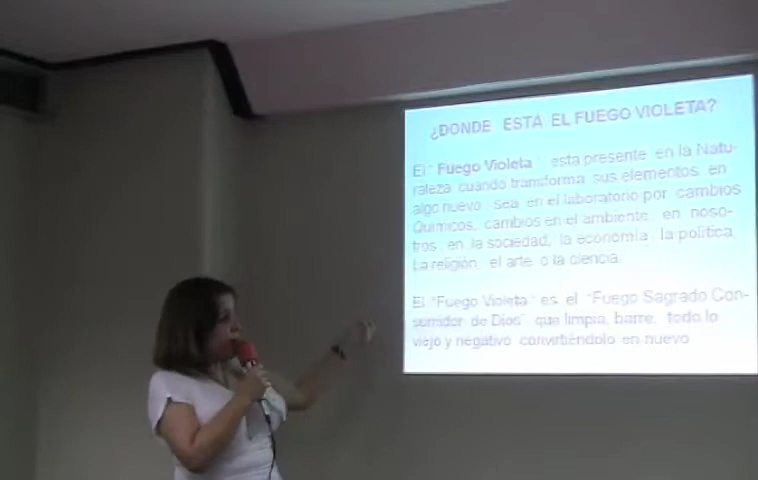 ¿DONDE ESTÁ EL FUEGO VIOLETA?
El "Fuego Violeta" esta presente en la Natu-
raleza cuando transforma sus elementos en
algo nuevo. Sea en el laboratorio por cambios
Químicos, cambios en el ambiente, en noso-
tros, en la sociedad, la economía, la política,
La religión, el arte o la ciencia.
El "Fuego Violeta" es el "Fuego Sagrado Con-
sumidor de Dios" que limpia, barre, todo lo
viejo y negativo convirtiéndolo en nuevo